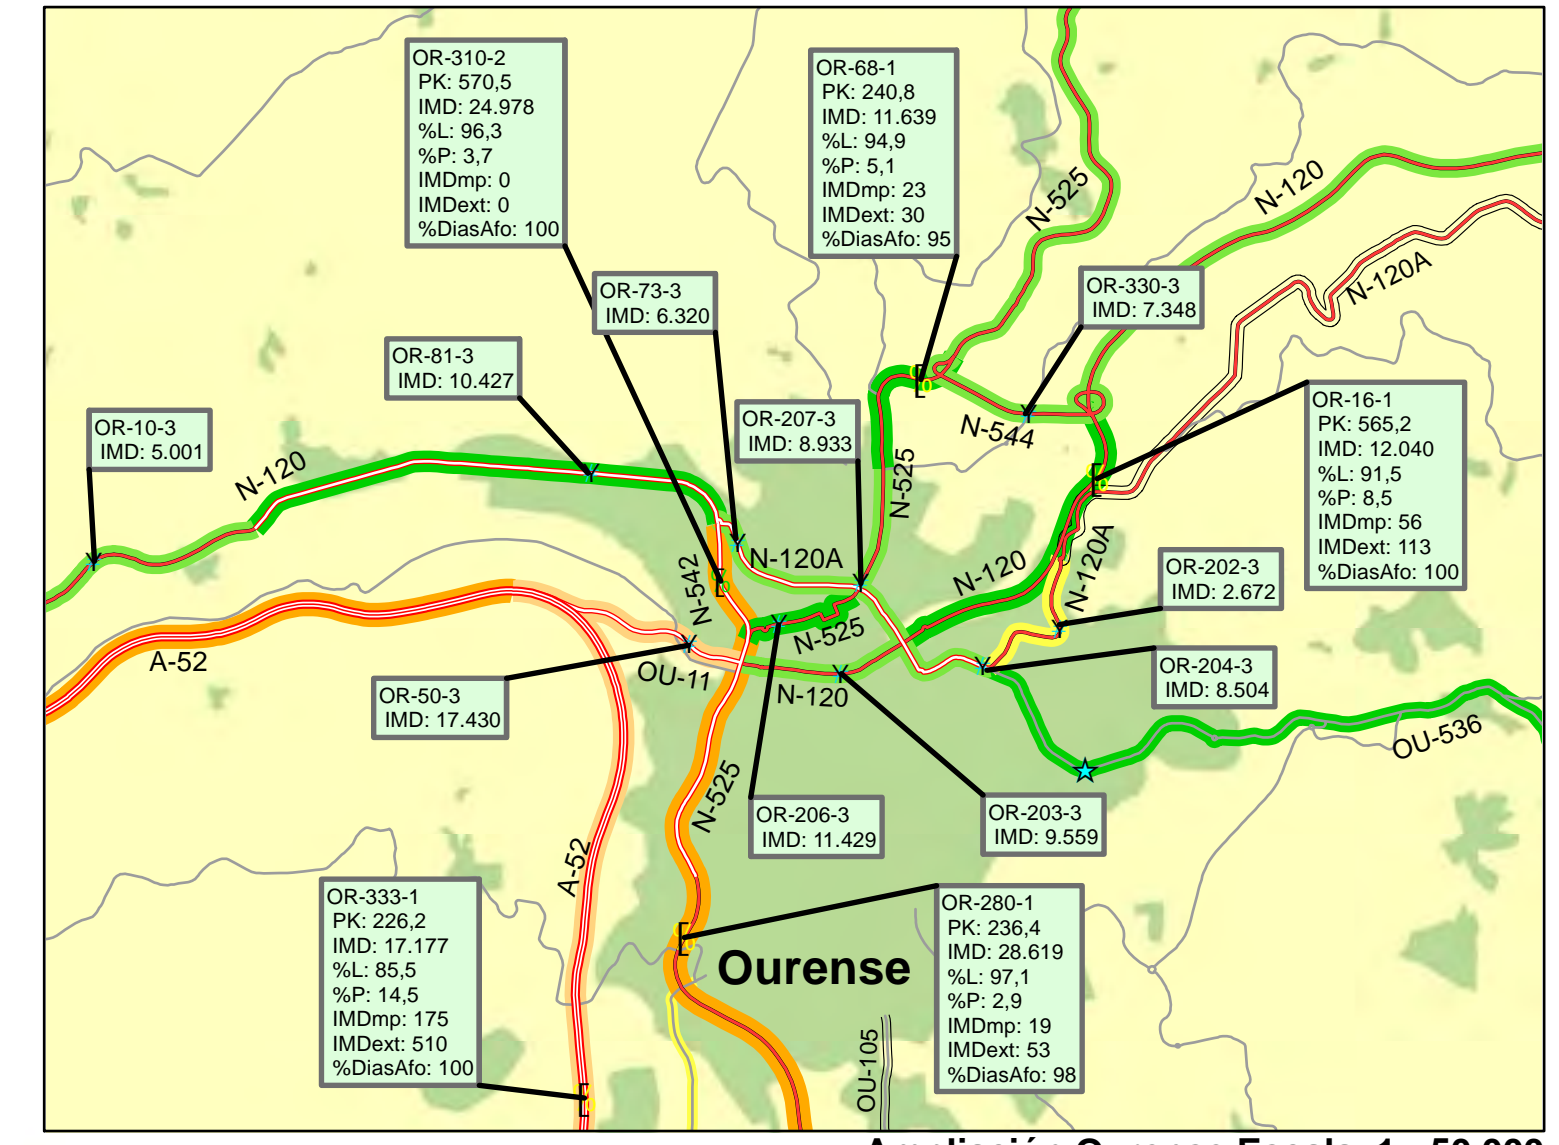 OR-310-2
PK: 570,5
IMD: 24.978
%L: 96,3
%P: 3,7
IMDmp: 0
IMDext: 0
%DiasAfo: 100
OR-68-1
PK: 240,8
IMD: 11.639
%L: 94,9
%P: 5,1
IMDmp: 23
IMDext: 30
%DiasAfo: 95
N-525
N-120
N-120A
OR-73-3
IMD: 6.320
OR-330-3
IMD: 7.348
OR-81-3
IMD: 10.427
OR-10-3
IMD: 5.001
OR-207-3
IMD: 8.933
N-544
OR-16-1
PK: 565,2
IMD: 12.040
%L: 91,5
%P: 8,5
IMDmp: 56
IMDext: 113
%DiasAfo: 100
N-120
N-525
N-120A
N-542
N-120
N-120A
OR-202-3
IMD: 2.672
N-525
A-52
OU-11
N-120
OR-204-3
IMD: 8.504
OR-50-3
IMD: 17.430
OU-536
N-525
OR-206-3
IMD: 11.429
OR-203-3
IMD: 9.559
A-52
OR-333-1
PK: 226,2
IMD: 17.177
%L: 85,5
%P: 14,5
IMDmp: 175
IMDext: 510
%DiasAfo: 100
OR-280-1
PK: 236,4
IMD: 28.619
%L: 97,1
%P: 2,9
IMDmp: 19
IMDext: 53
%DiasAfo: 98
Ourense
OU-105